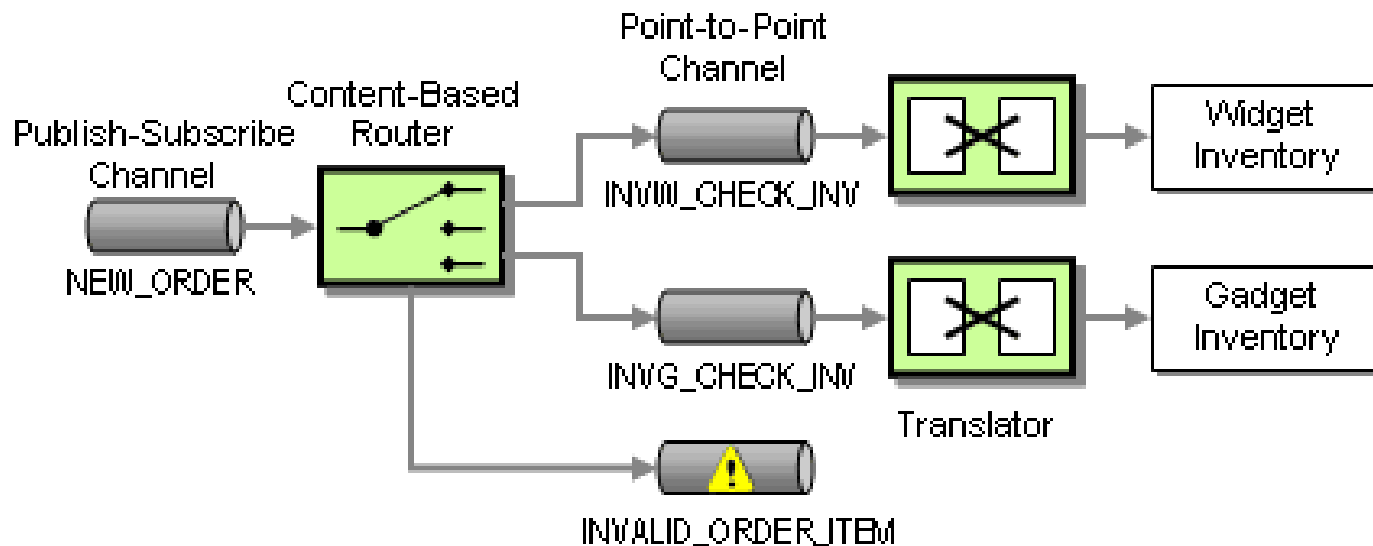 Point-to-Point
Channel
Content-Based
Router
Publish-Subscribe
Channel
Widget
Inventory
INVW_CHECK_INV
NEW_ORDER
Gadget
Inventory
INVG_CHECK_INV
Translator
!
INVALID_ORDER_ITEM